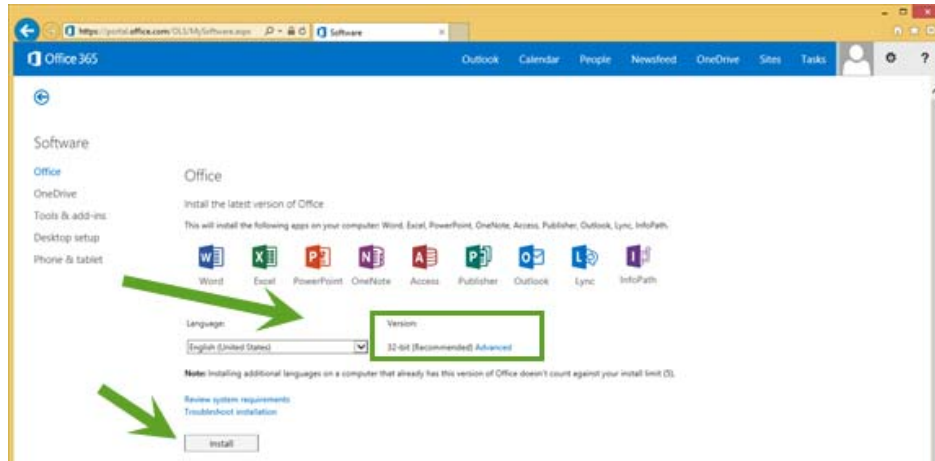 https://portal.office.com/OLS/MySoftware.aspx
Software
Office 365
Outlook Calendar People Newsfeed OneDrive Sites Tasks ?
Software
Office
OneDrive
Tools & add-ins
Desktop setup
Phone & tablet
Office
Install the latest version of Office
This will install the following apps on your computer: Word, Excel, PowerPoint, OneNote, Access, Publisher, Outlook, Lync, InfoPath.
Word Excel PowerPoint OneNote Access Publisher Outlook Lync InfoPath
Language:
Version:
English (United States)
32-bit (Recommended) Advanced
Note: Installing additional languages on a computer that already has this version of Office doesn't count against your install limit (5).
Review system requirements
Troubleshoot installation
Install